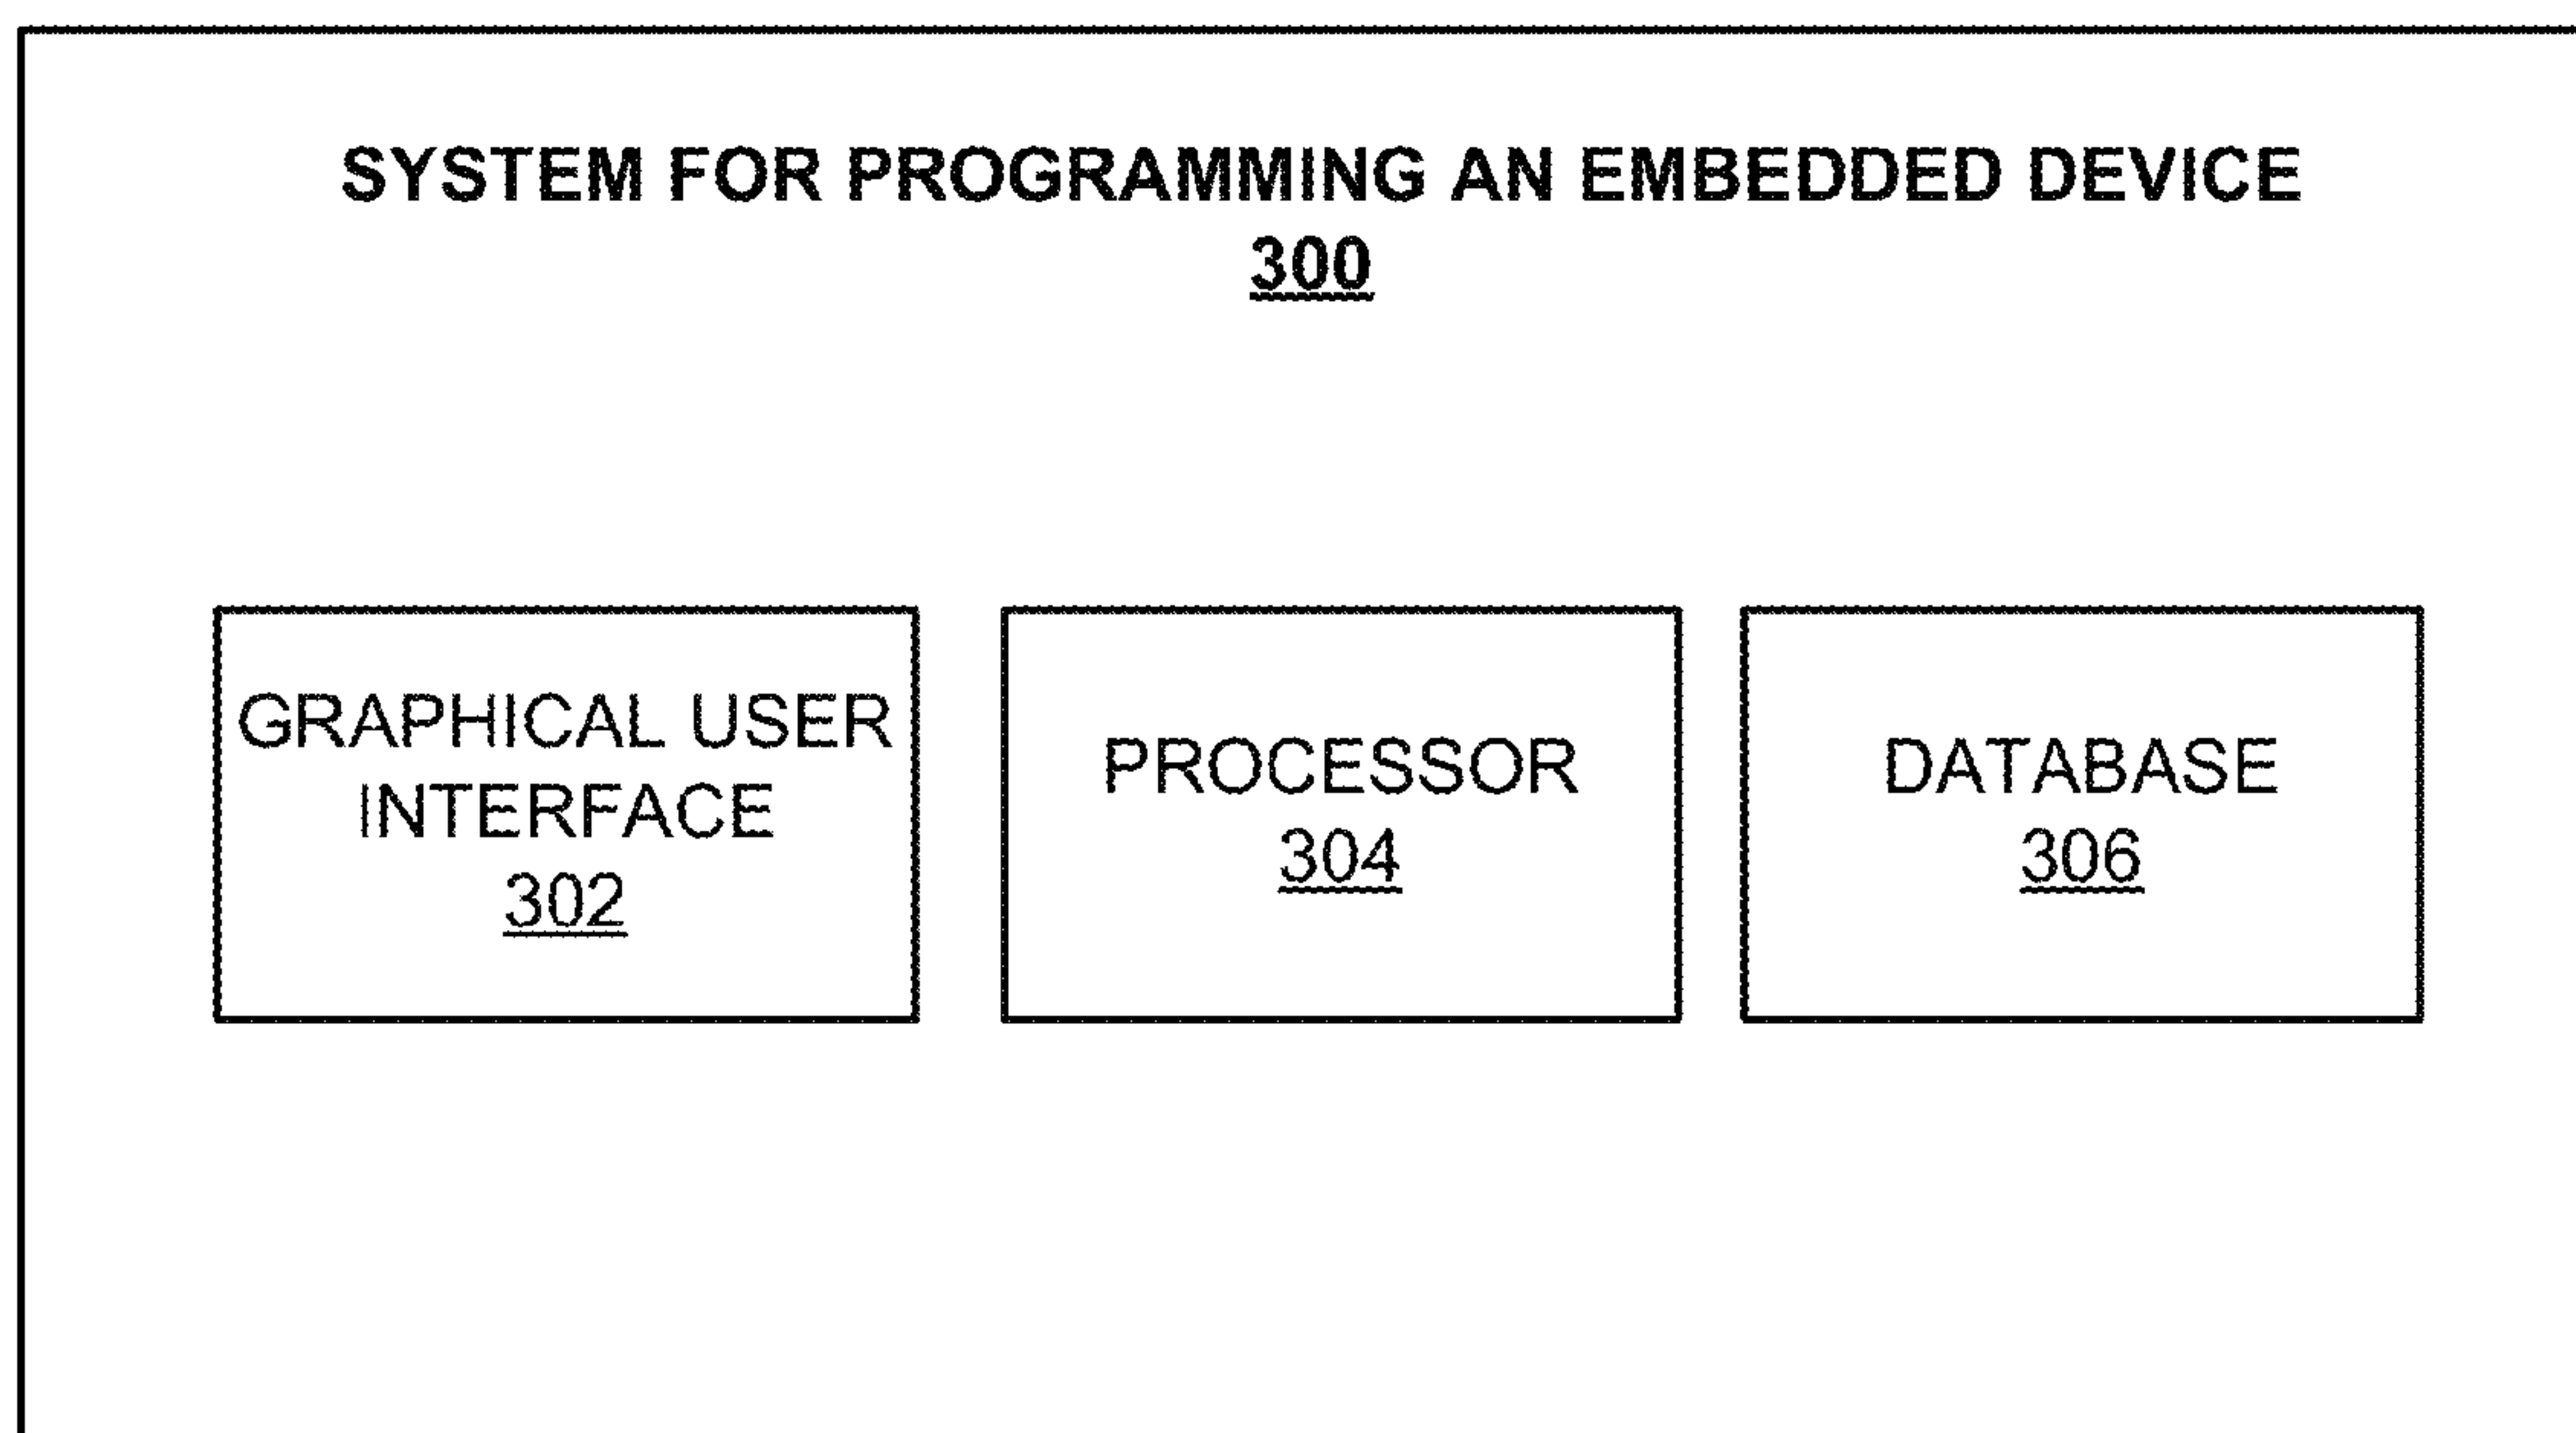 SYSTEM FOR PROGRAMMING AN EMBEDDED DEVICE
300
GRAPHICAL USER
INTERFACE
302
PROCESSOR
304
DATABASE
306